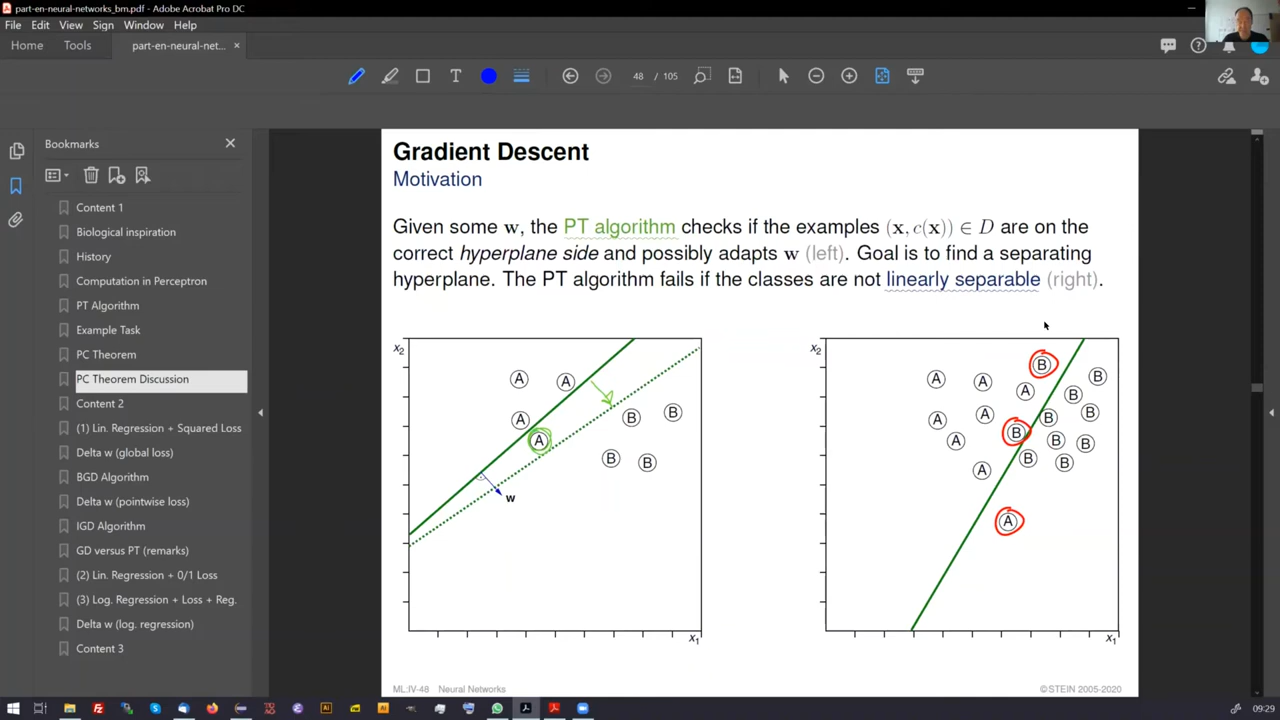 part-en-neural-networks_bm.pdf - Adobe Acrobat Pro DC
File Edit View Sign Window Help
Home Tools part-en-neural-net... ×
48 / 105
Bookmarks
Content 1
Biological inspiration
History
Computation in Perceptron
PT Algorithm
Example Task
PC Theorem
PC Theorem Discussion
Content 2
(1) Lin. Regression + Squared Loss
Delta w (global loss)
BGD Algorithm
Delta w (pointwise loss)
IGD Algorithm
GD versus PT (remarks)
(2) Lin. Regression + 0/1 Loss
(3) Log. Regression + Loss + Reg.
Delta w (log. regression)
Content 3
Gradient Descent
Motivation
Given some w, the PT algorithm checks if the examples (x, c(x)) ∈ D are on the
correct hyperplane side and possibly adapts w (left). Goal is to find a separating
hyperplane. The PT algorithm fails if the classes are not linearly separable (right).
x2
A A
A B B
A
B B
w
x1
x2
B
A A B
A B
A A B B
A B B B
A B B
A
x1
ML:IV-48 Neural Networks
©STEIN 2005-2020
09:29